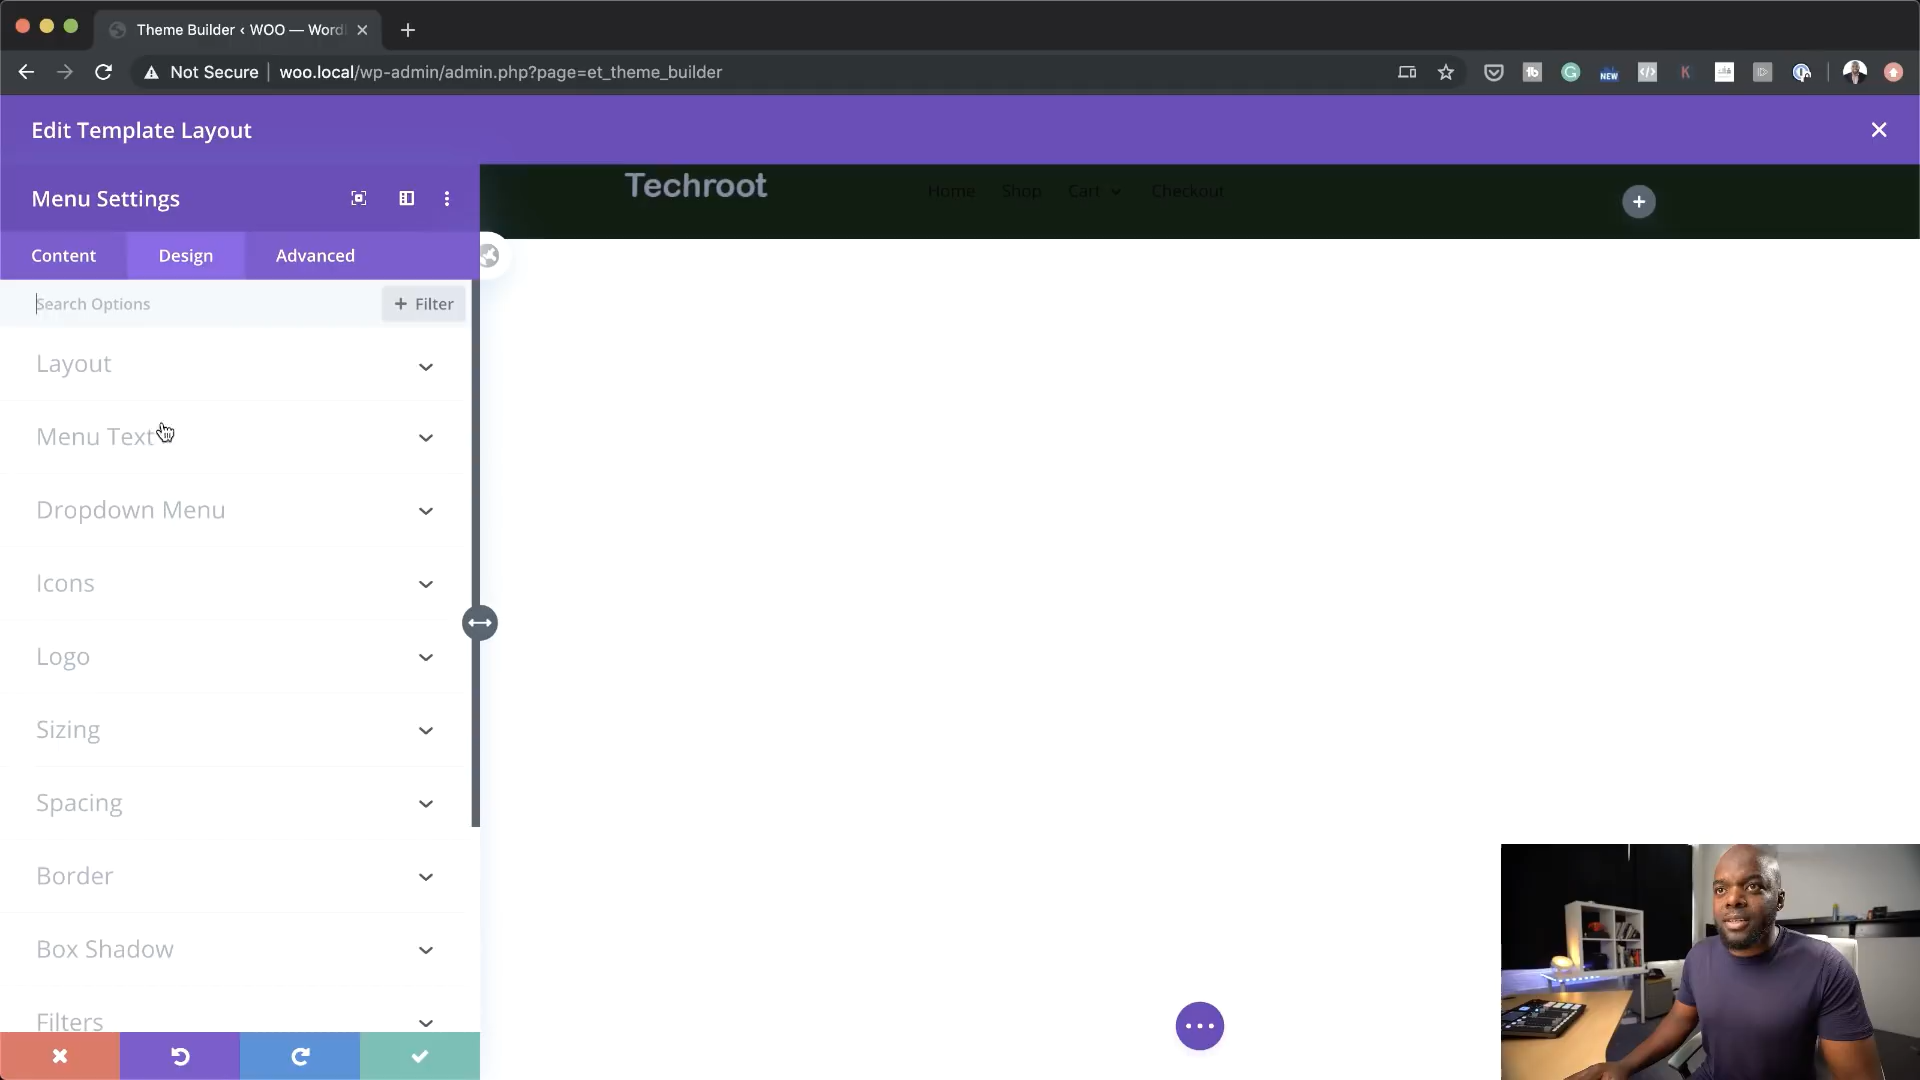 Theme Builder ‹ WOO — Word
Not Secure
woo.local/wp-admin/admin.php?page=et_theme_builder
NEW
Edit Template Layout
Menu Settings
Content
Design
Advanced
Search Options
+ Filter
Layout
Menu Text
Dropdown Menu
Icons
Logo
Sizing
Spacing
Border
Box Shadow
Filters
Techroot
Home
Shop
Cart
Checkout